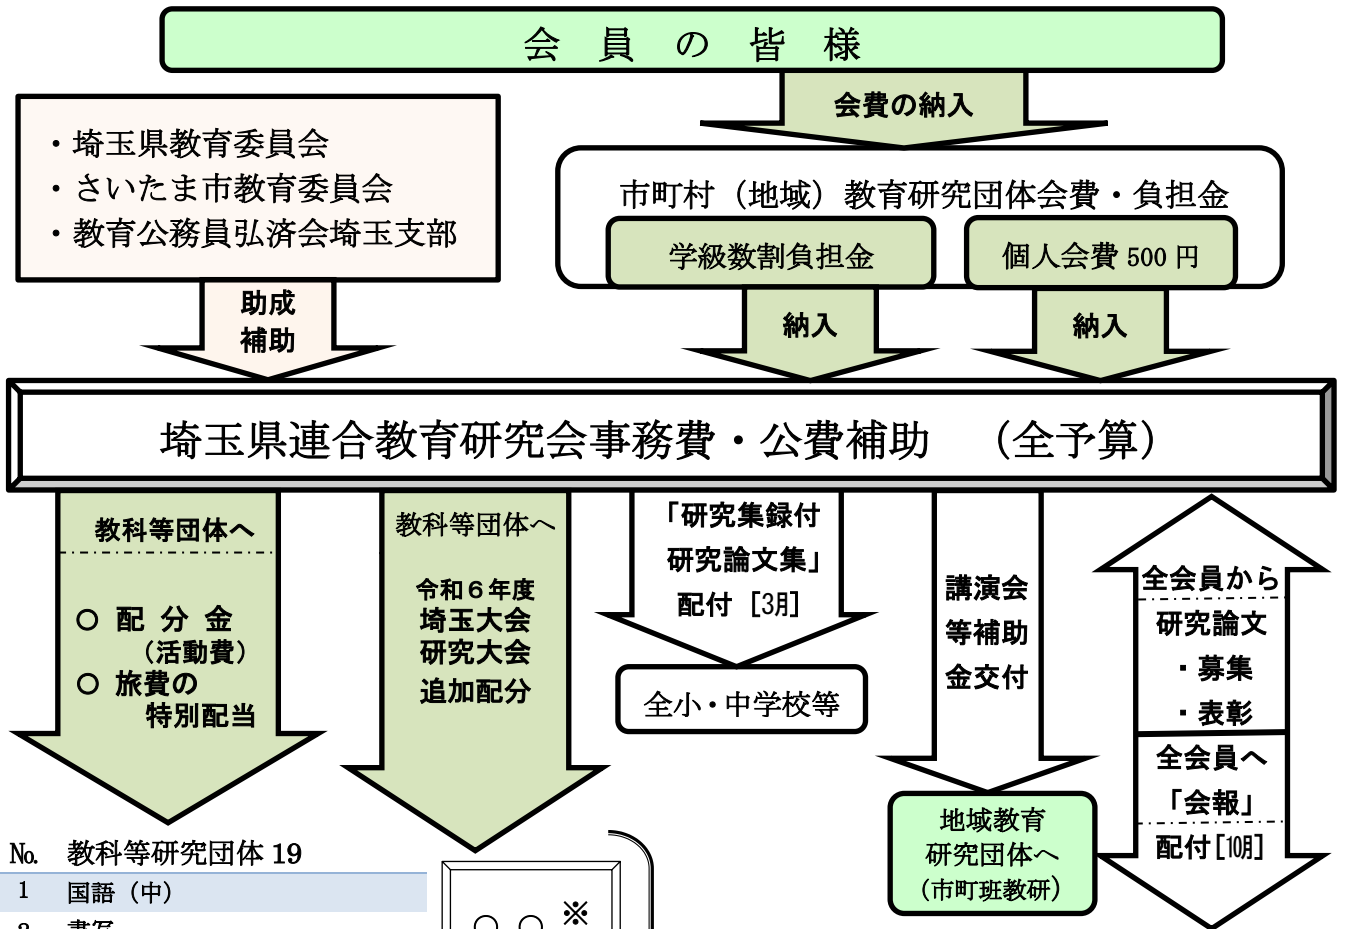 会 員 の 皆 様
会費の納入
・埼玉県教育委員会
・さいたま市教育委員会
・教育公務員弘済会埼玉支部
市町村（地域）教育研究団体会費・負担金
学級数割負担金
個人会費 500 円
助成
補助
納入
納入
埼玉県連合教育研究会事務費・公費補助 （全予算）
教科等団体へ
〇 配 分 金
（活動費）
〇 旅費の
特別配当
教科等団体へ
令和６年度
埼玉大会
研究大会
追加配分
「研究集録付
研究論文集」
配付［3月］
全小・中学校等
講演会
等補助
金交付
地域教育
研究団体へ
（市町班教研）
全会員から
研究論文
・募集
・表彰
全会員へ
「会報」
配付［10月］
№ 教科等研究団体 19
1 国語（中）
〇〇※